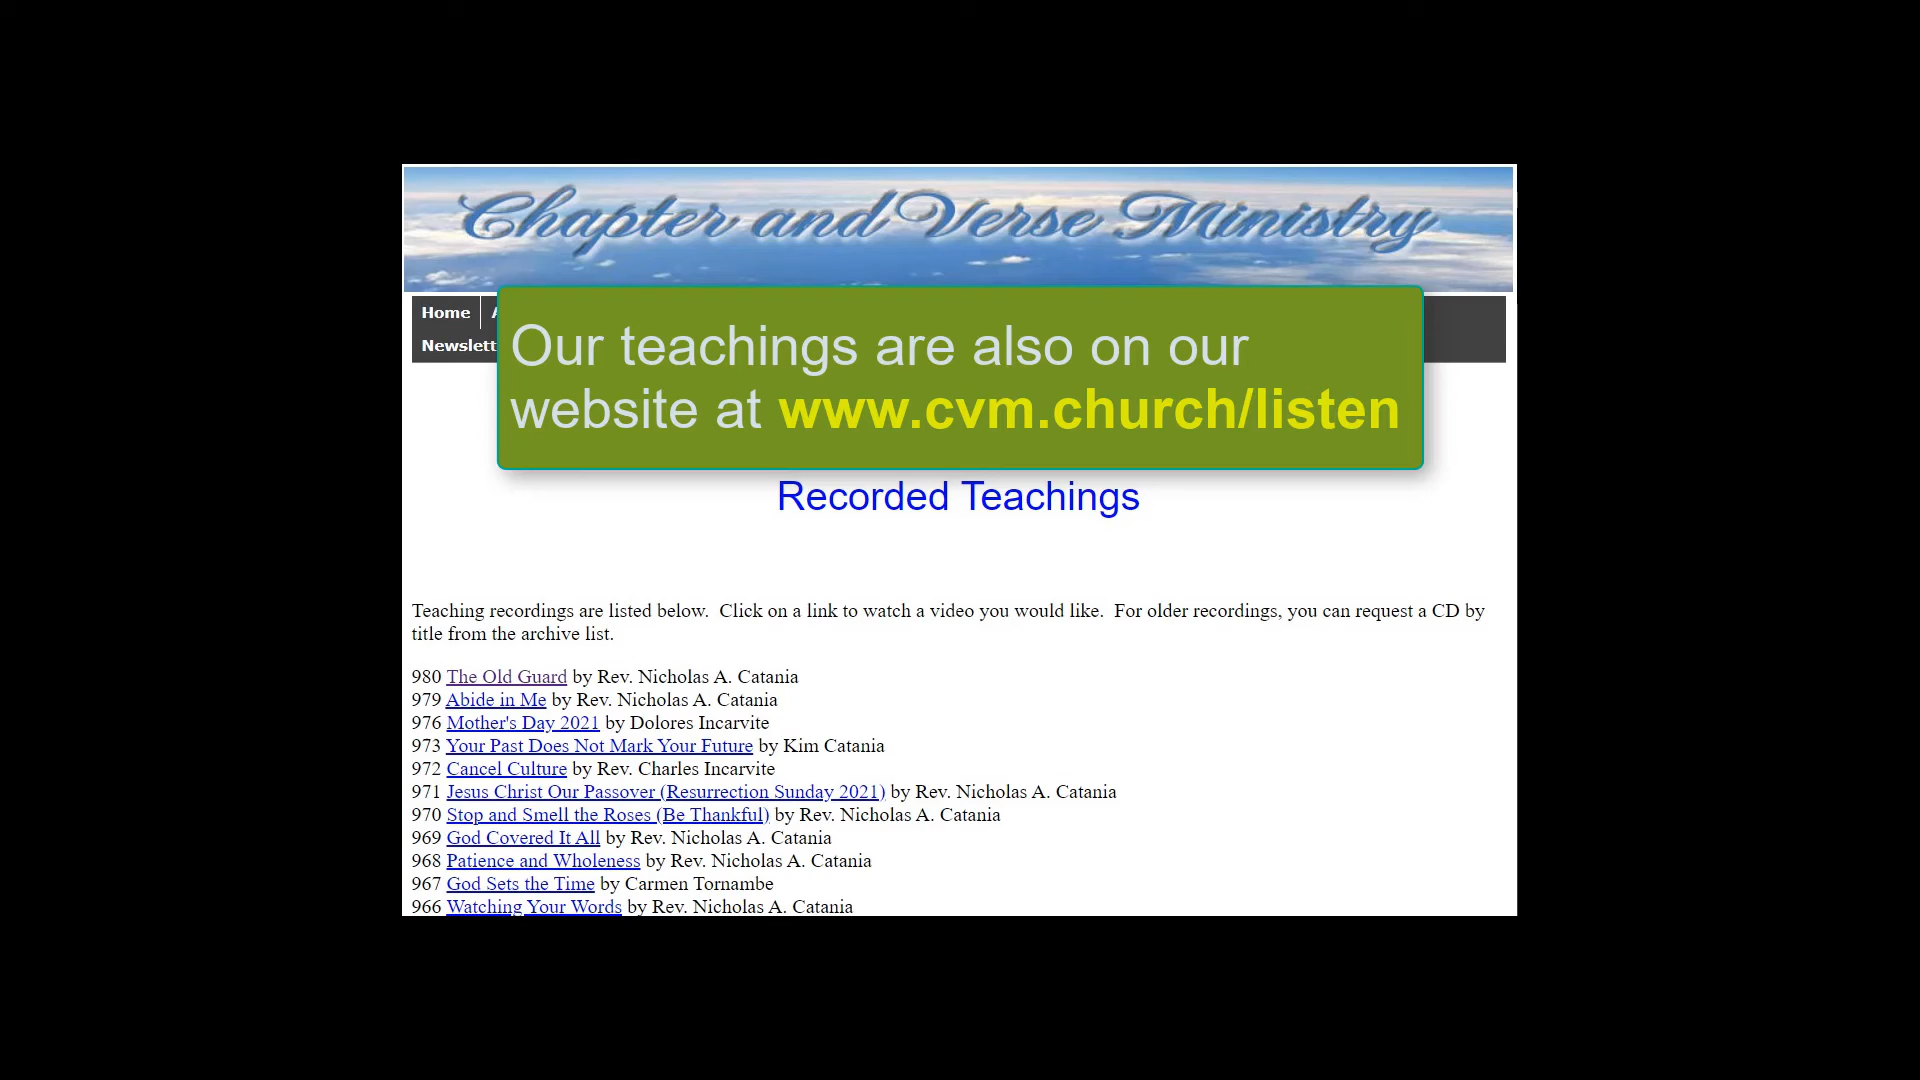 Chapter and Verse Ministry
Home
Our teachings are also on our
website at www.cvm.church/listen
Recorded Teachings
Teaching recordings are listed below.  Click on a link to watch a video you would like.  For older recordings, you can request a CD by
title from the archive list.
980 The Old Guard by Rev. Nicholas A. Catania
979 Abide in Me by Rev. Nicholas A. Catania
976 Mother's Day 2021 by Dolores Incarvite
973 Your Past Does Not Mark Your Future by Kim Catania
972 Cancel Culture by Rev. Charles Incarvite
971 Jesus Christ Our Passover (Resurrection Sunday 2021) by Rev. Nicholas A. Catania
970 Stop and Smell the Roses (Be Thankful) by Rev. Nicholas A. Catania
969 God Covered It All by Rev. Nicholas A. Catania
968 Patience and Wholeness by Rev. Nicholas A. Catania
967 God Sets the Time by Carmen Tornambe
966 Watching Your Words by Rev. Nicholas A. Catania